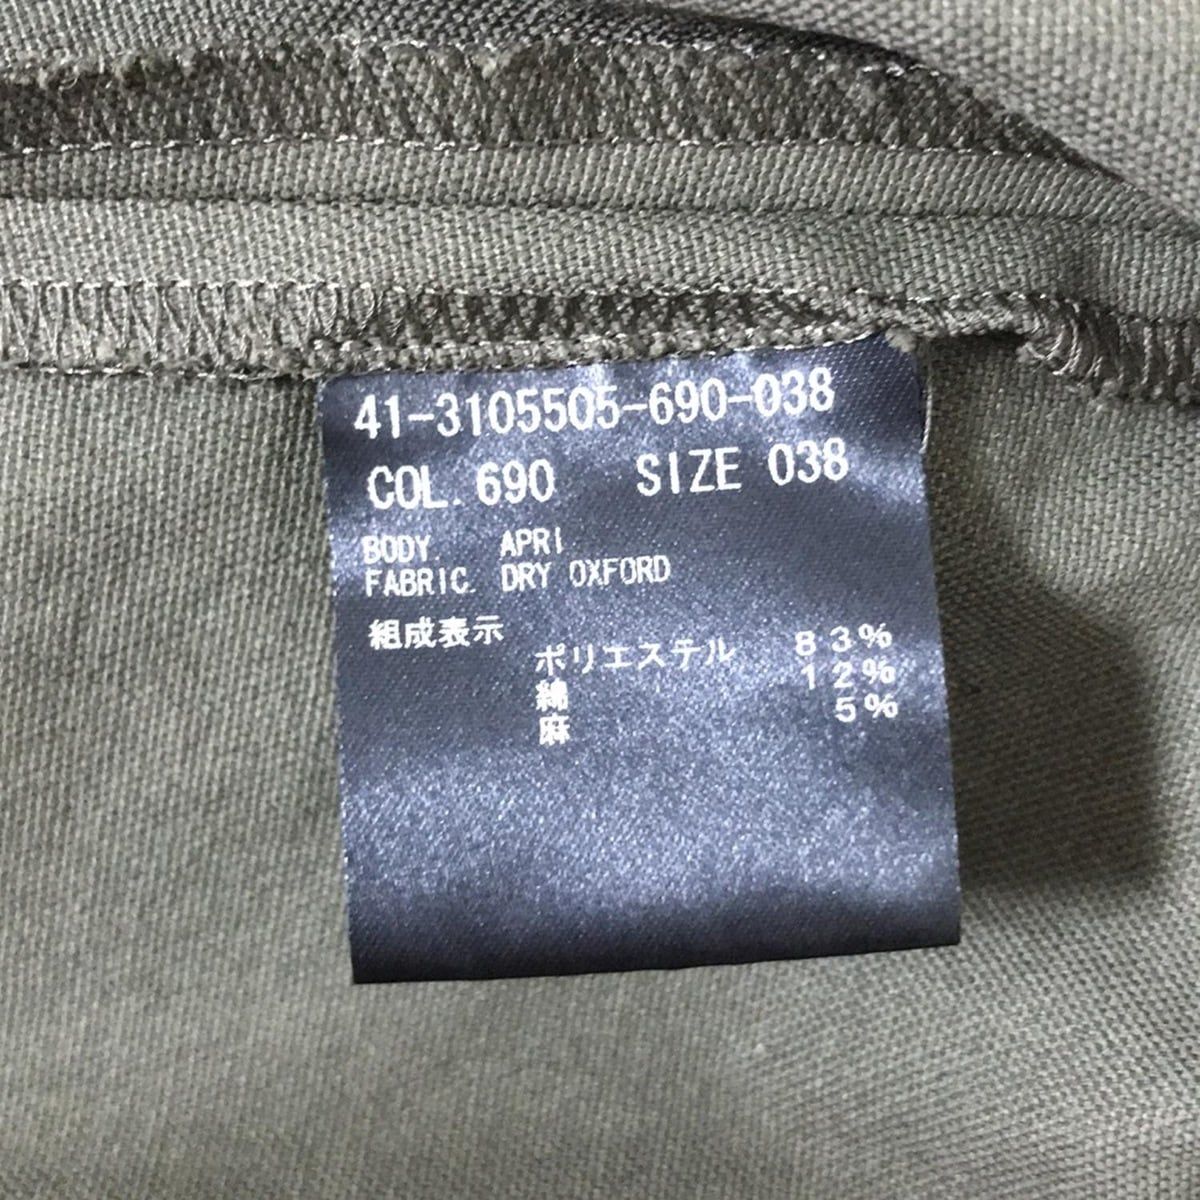 41-3105505-690-038
COL. 690 SIZE 038
BODY. APRI
FABRIC. DRY OXFORD
組成表示
ポリエステル 83%
綿 12%
麻 5%